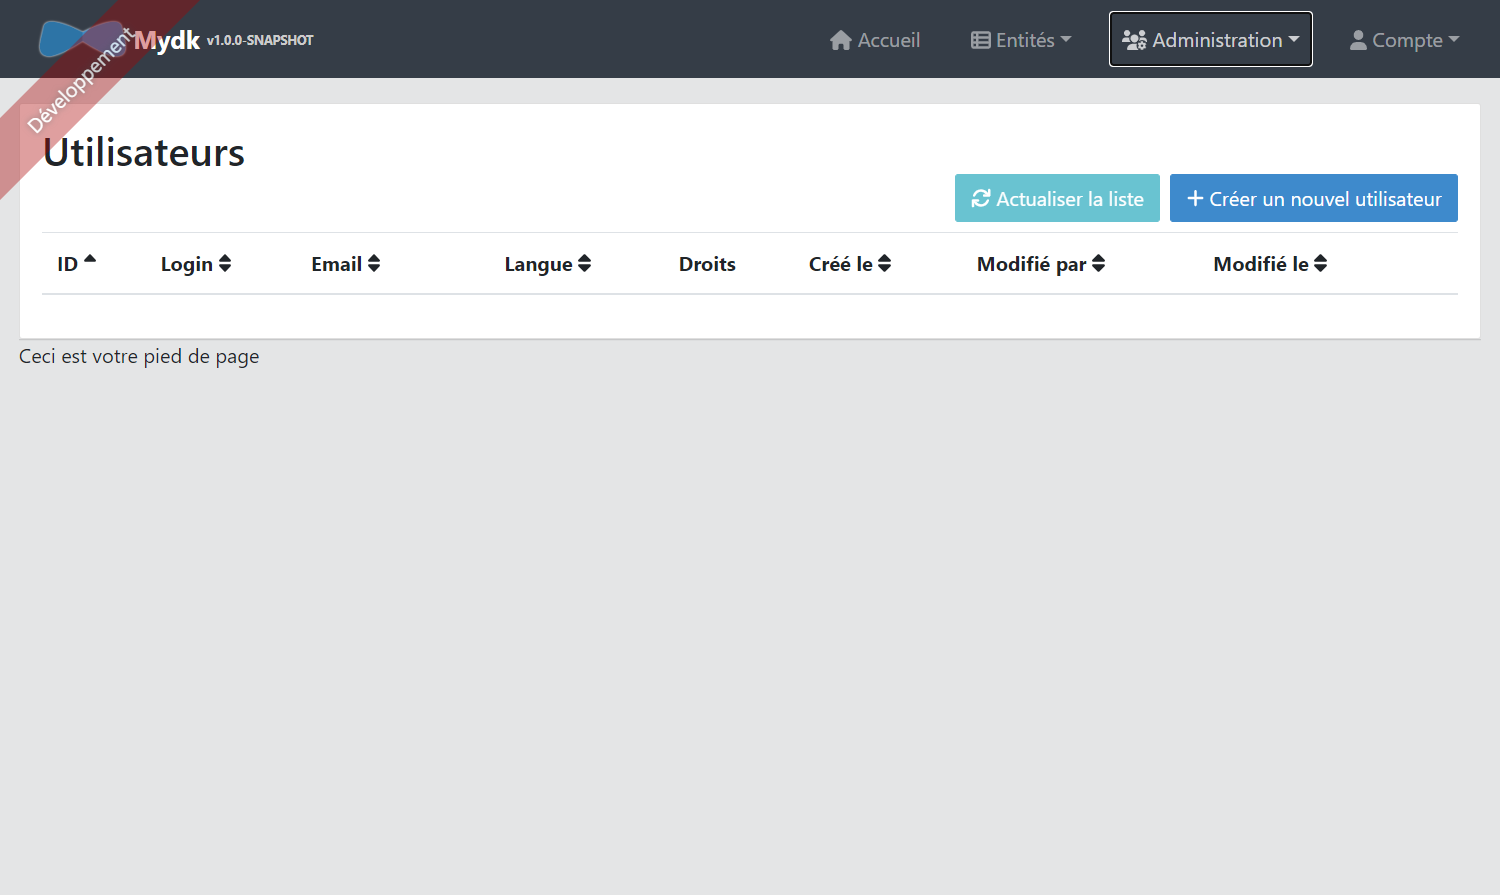 Développement
Mydk v1.0.0-SNAPSHOT
Accueil
Entités
Administration
Compte
Utilisateurs
Actualiser la liste
Créer un nouvel utilisateur
ID Login Email Langue Droits Créé le Modifié par Modifié le
Ceci est votre pied de page